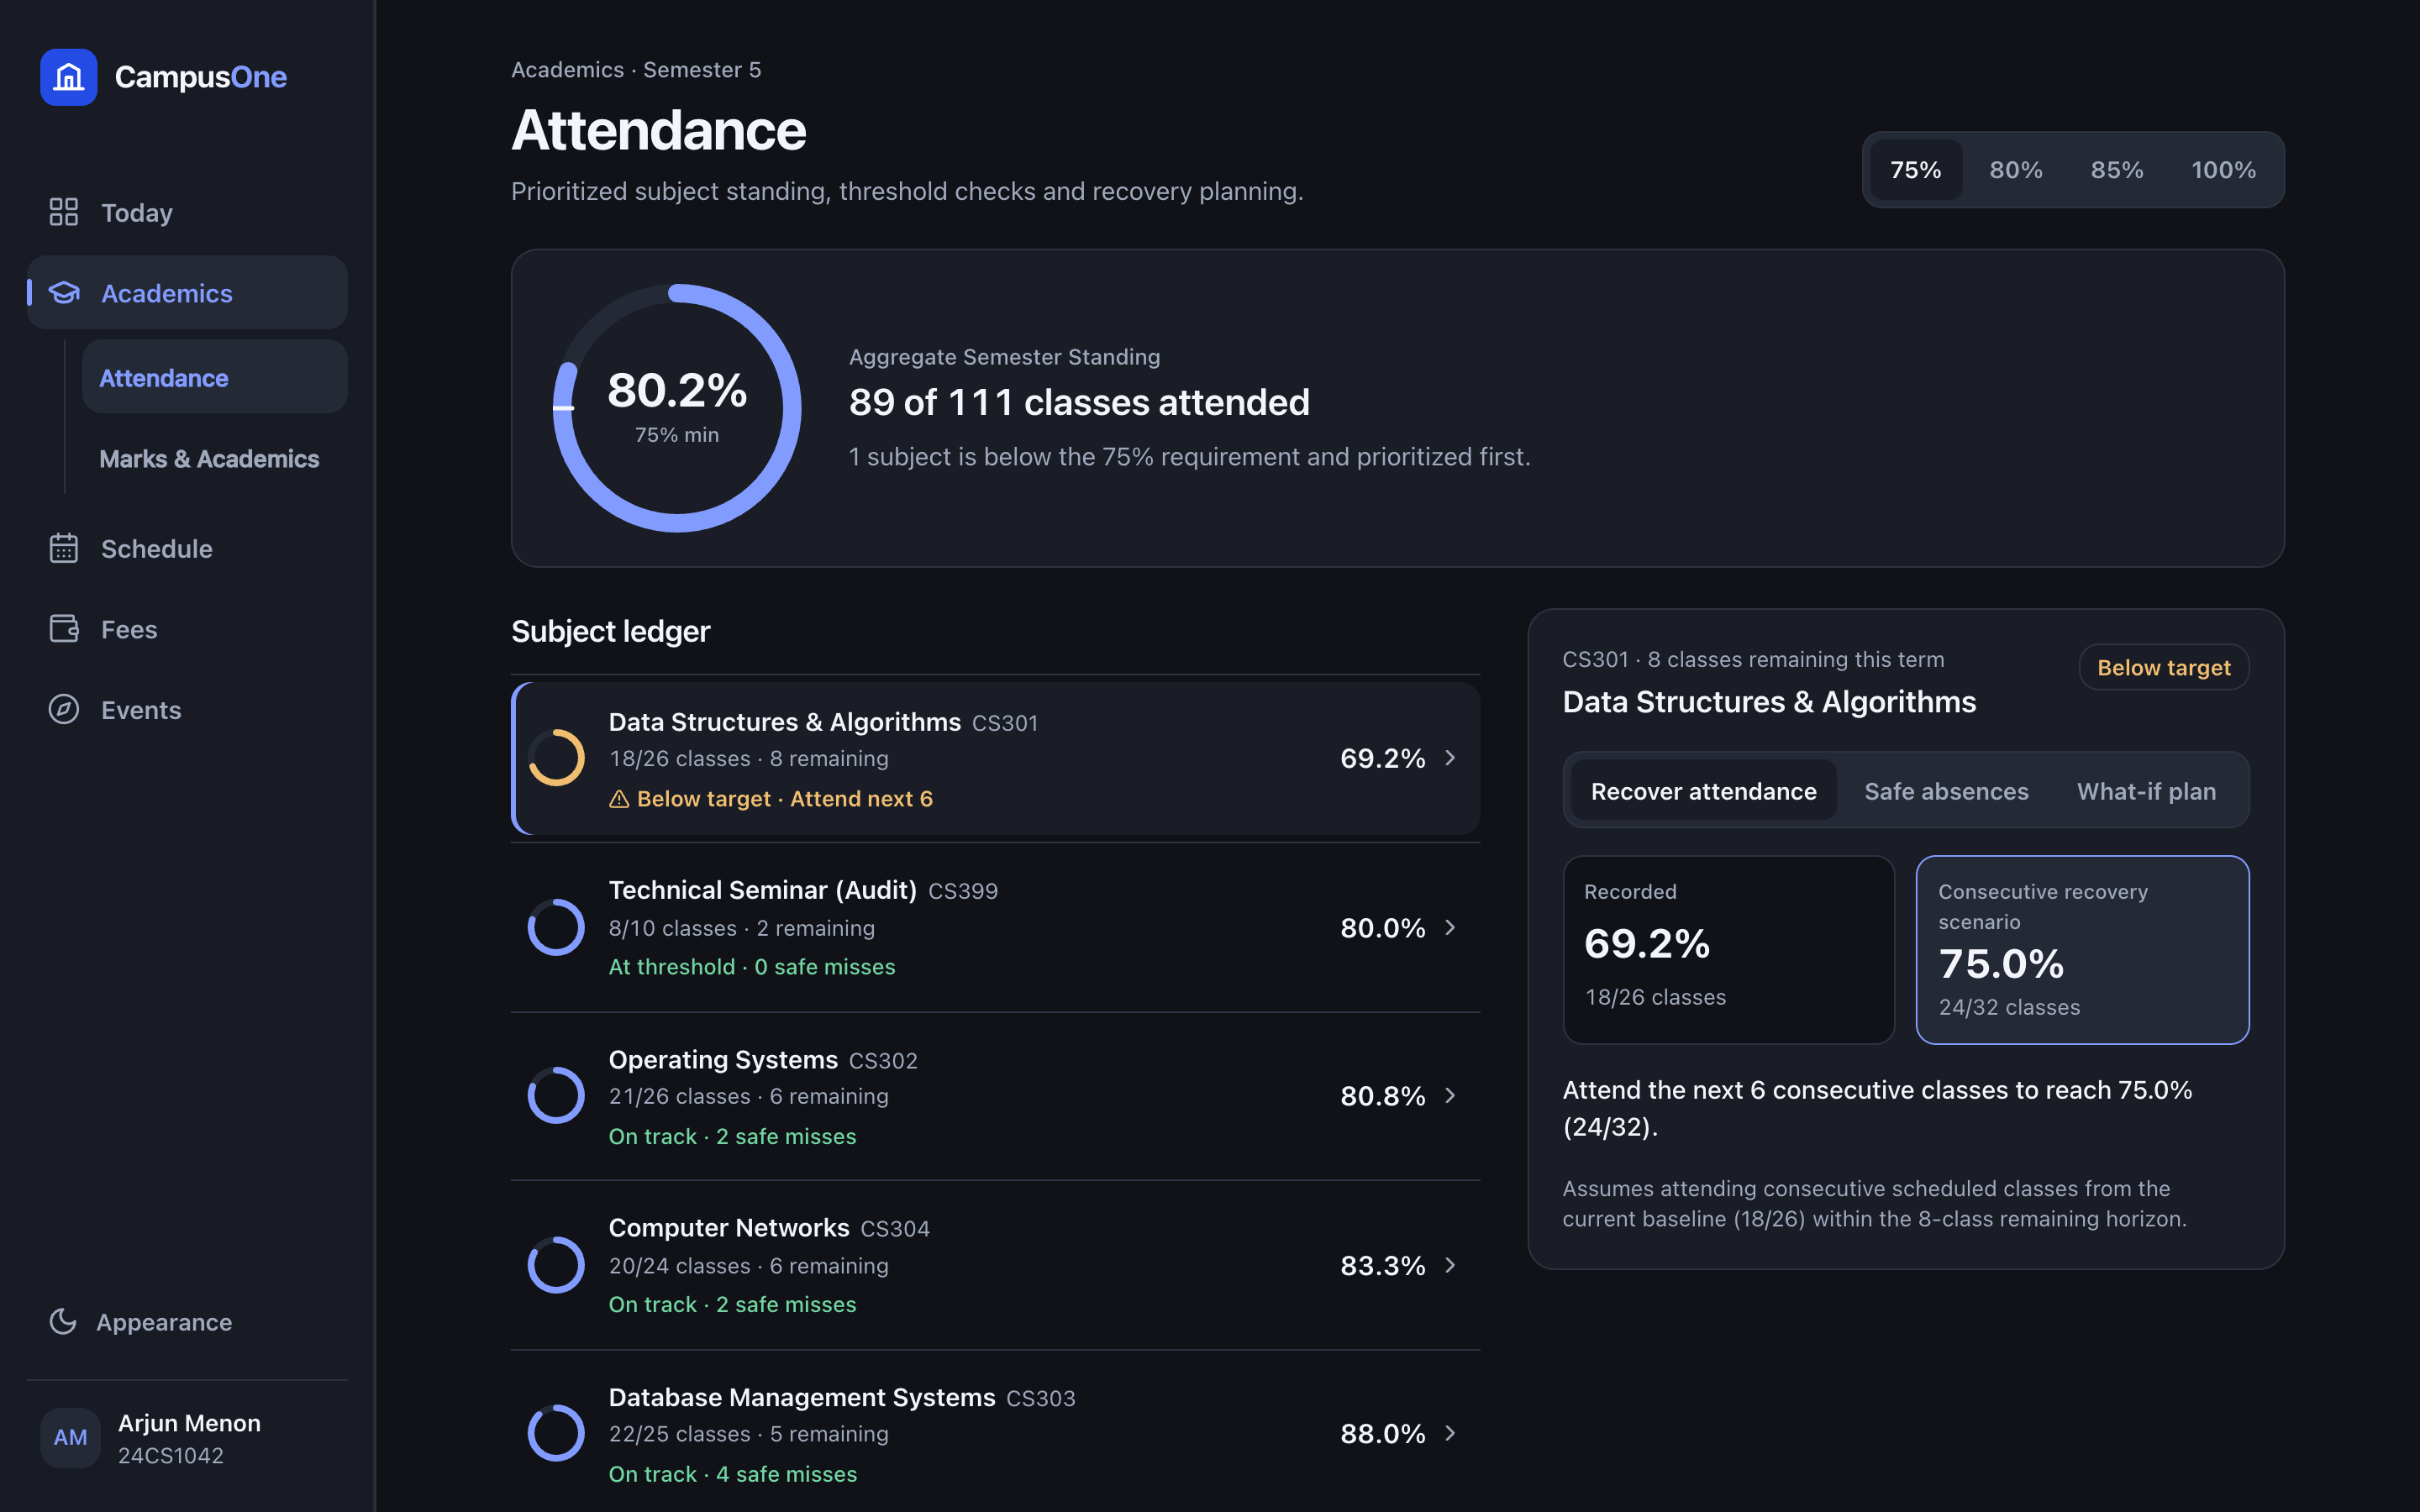 CampusOne
Today
Academics
Attendance
Marks & Academics
Schedule
Fees
Events
Appearance
AM
Arjun Menon
24CS1042
Academics · Semester 5
Attendance
Prioritized subject standing, threshold checks and recovery planning.
75% 80% 85% 100%
80.2%
75% min
Aggregate Semester Standing
89 of 111 classes attended
1 subject is below the 75% requirement and prioritized first.
Subject ledger
Data Structures & Algorithms CS301
18/26 classes · 8 remaining
Below target · Attend next 6
69.2%
Technical Seminar (Audit) CS399
8/10 classes · 2 remaining
At threshold · 0 safe misses
80.0%
Operating Systems CS302
21/26 classes · 6 remaining
On track · 2 safe misses
80.8%
Computer Networks CS304
20/24 classes · 6 remaining
On track · 2 safe misses
83.3%
Database Management Systems CS303
22/25 classes · 5 remaining
On track · 4 safe misses
88.0%
CS301 · 8 classes remaining this term
Data Structures & Algorithms
Below target
Recover attendance Safe absences What-if plan
Recorded
69.2%
18/26 classes
Consecutive recovery
scenario
75.0%
24/32 classes
Attend the next 6 consecutive classes to reach 75.0%
(24/32).
Assumes attending consecutive scheduled classes from the
current baseline (18/26) within the 8-class remaining horizon.